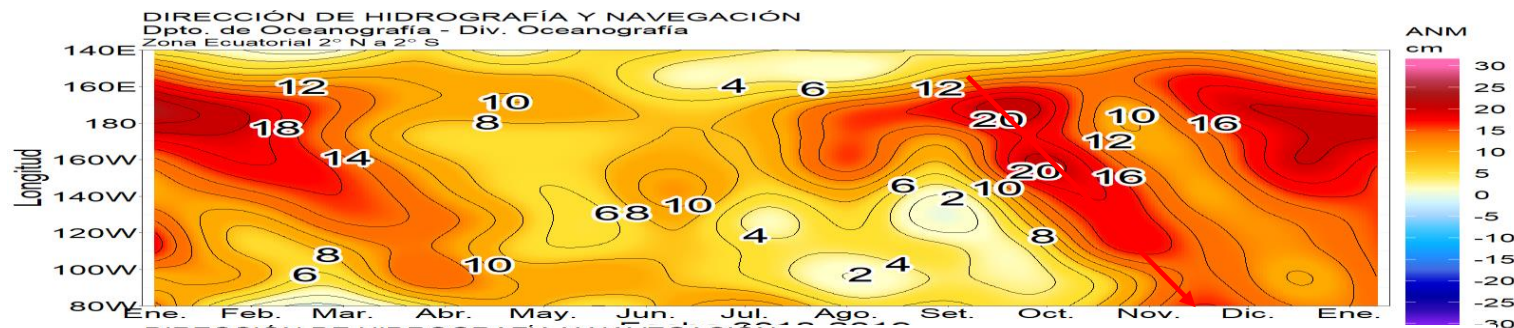 DIRECCIÓN DE HIDROGRAFÍA Y NAVEGACIÓN
Dpto. de Oceanografía - Div. Oceanografía
Zona Ecuatorial 2° N a 2° S
ANM
cm
Longitud
140E
160E
180
160W
140W
120W
100W
80W
12
18
14
8
6
10
8
10
6
8
10
4
4
6
2
4
6
2
12
20
10
20
8
16
12
10
16
30
25
20
15
10
5
0
-5
-10
-15
-20
-25
-30
Ene. Feb. Mar. Abr. May. Jun. Jul. Ago. Set. Oct. Nov. Dic. Ene.